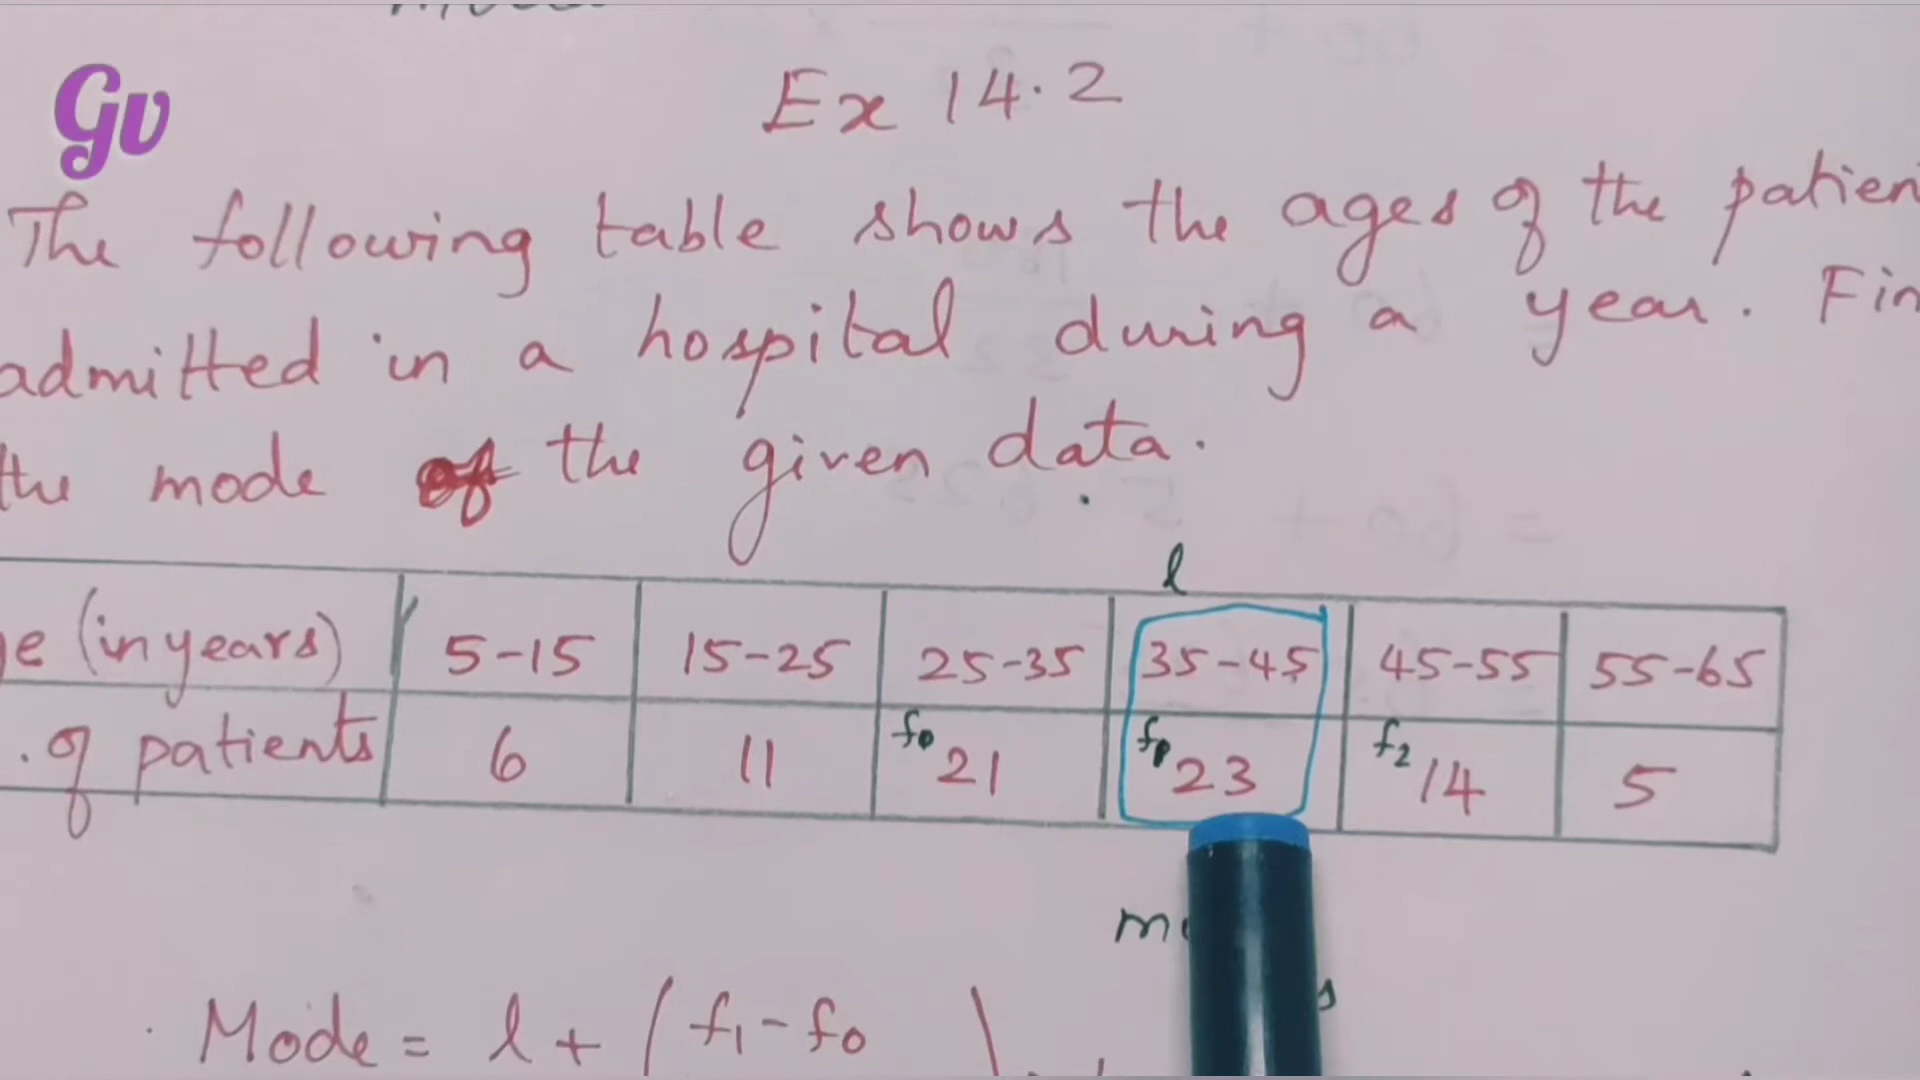 Gv
Ex 14.2
The following table shows the ages of the
admitted in a hospital during a year.
the mode of the given data.
l
(in years) 5-15 15-25 25-35 35-45 45-55 55-65
. of patients 6 11 f0 21 f1 23 f2 14 5
Mode = l + ( f1 - f0 )